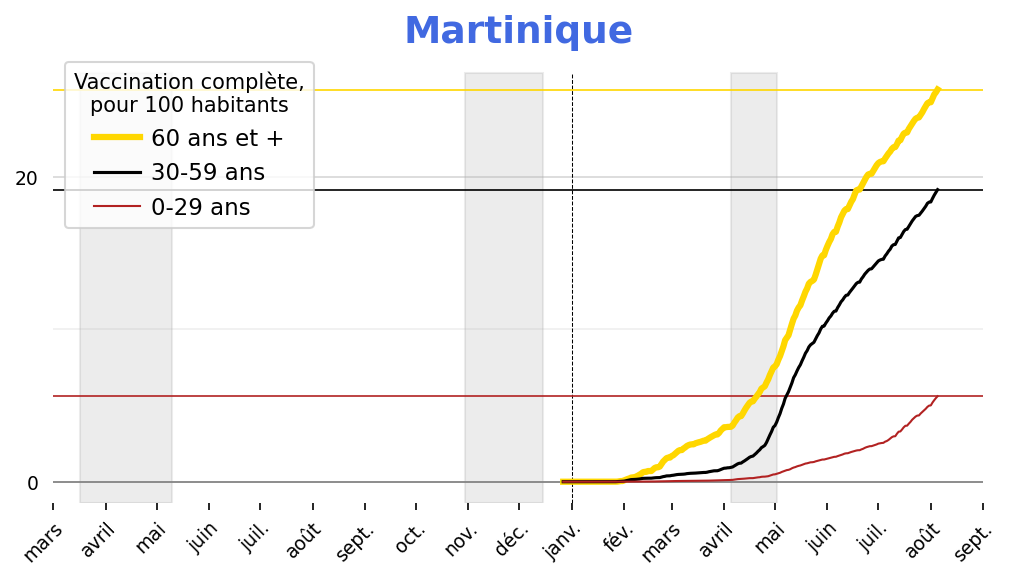 Martinique
Vaccination complète,
pour 100 habitants
60 ans et +
30-59 ans
0-29 ans
20
0
mars avril mai juin juil. août sept. oct. nov. déc. janv. fév. mars avril mai juin juil. août sept.